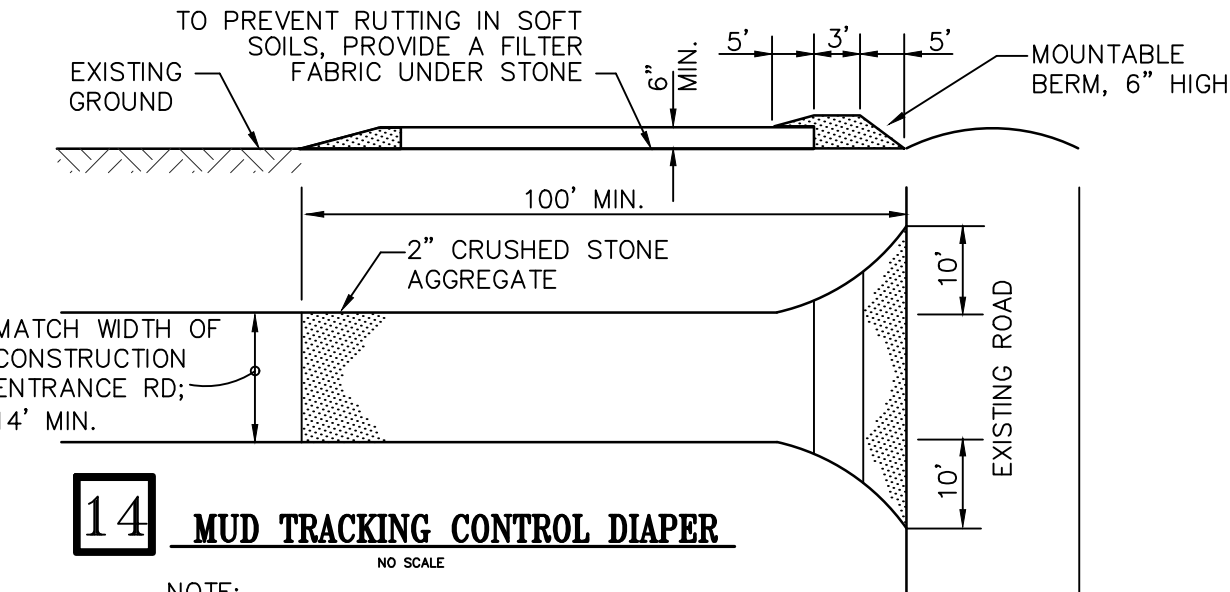 TO PREVENT RUTTING IN SOFT
SOILS, PROVIDE A FILTER
FABRIC UNDER STONE
EXISTING
GROUND
6" MIN.
5'
3'
5'
MOUNTABLE
BERM, 6" HIGH
100' MIN.
2" CRUSHED STONE
AGGREGATE
MATCH WIDTH OF
CONSTRUCTION
ENTRANCE RD;
14' MIN.
10'
10'
EXISTING ROAD
14
MUD TRACKING CONTROL DIAPER
NO SCALE
NOTE: